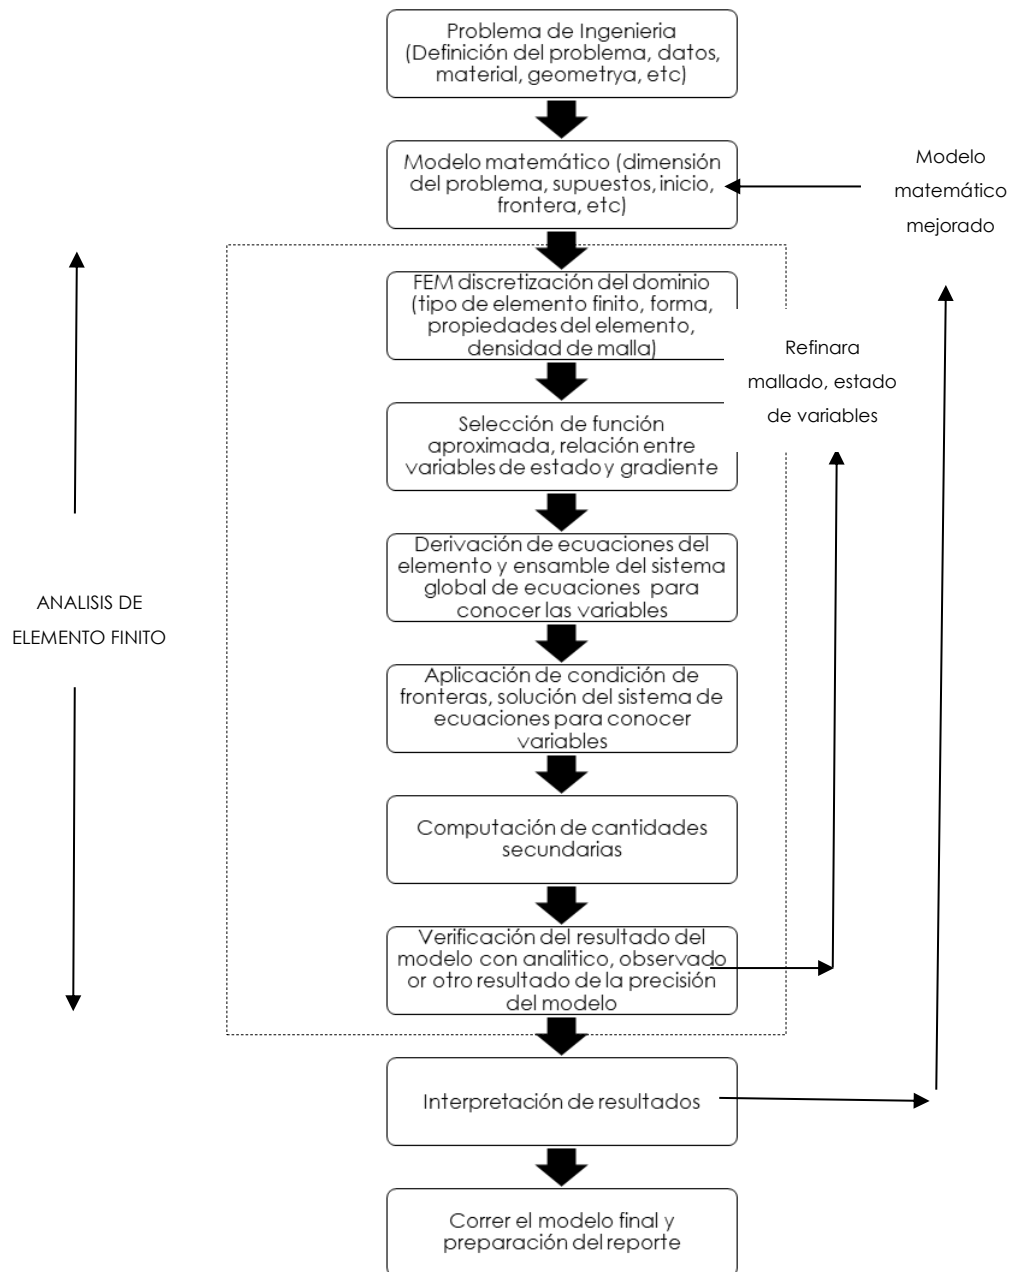 Problema de Ingenieria
(Definición del problema, datos,
material, geometrya, etc)
Modelo matemático (dimensión
del problema, supuestos, inicio,
frontera, etc)
Modelo
matemático
mejorado
FEM discretización del dominio
(tipo de elemento finito, forma,
propiedades del elemento,
densidad de malla)
Refinara
mallado, estado
de variables
Selección de función
aproximada, relación entre
variables de estado y gradiente
Derivación de ecuaciones del
elemento y ensamble del sistema
global de ecuaciones para
conocer las variables
ANALISIS DE
ELEMENTO FINITO
Aplicación de condición de
fronteras, solución del sistema de
ecuaciones para conocer
variables
Computación de cantidades
secundarias
Verificación del resultado del
modelo con analitico, observado
or otro resultado de la precisión
del modelo
Interpretación de resultados
Correr el modelo final y
preparación del reporte